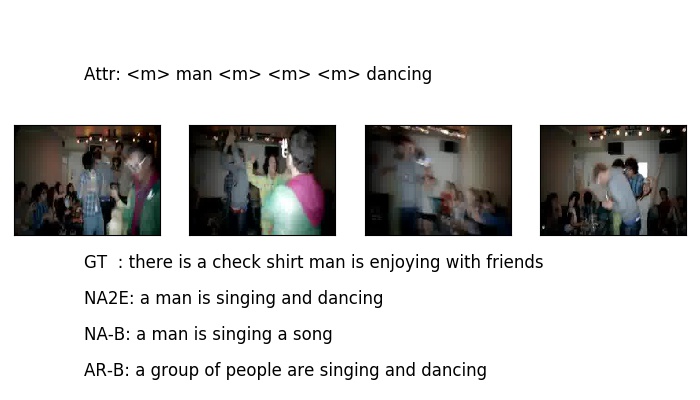 Attr: <m> man <m> <m> <m> dancing
GT  : there is a check shirt man is enjoying with friends
NA2E: a man is singing and dancing
NA-B: a man is singing a song
AR-B: a group of people are singing and dancing